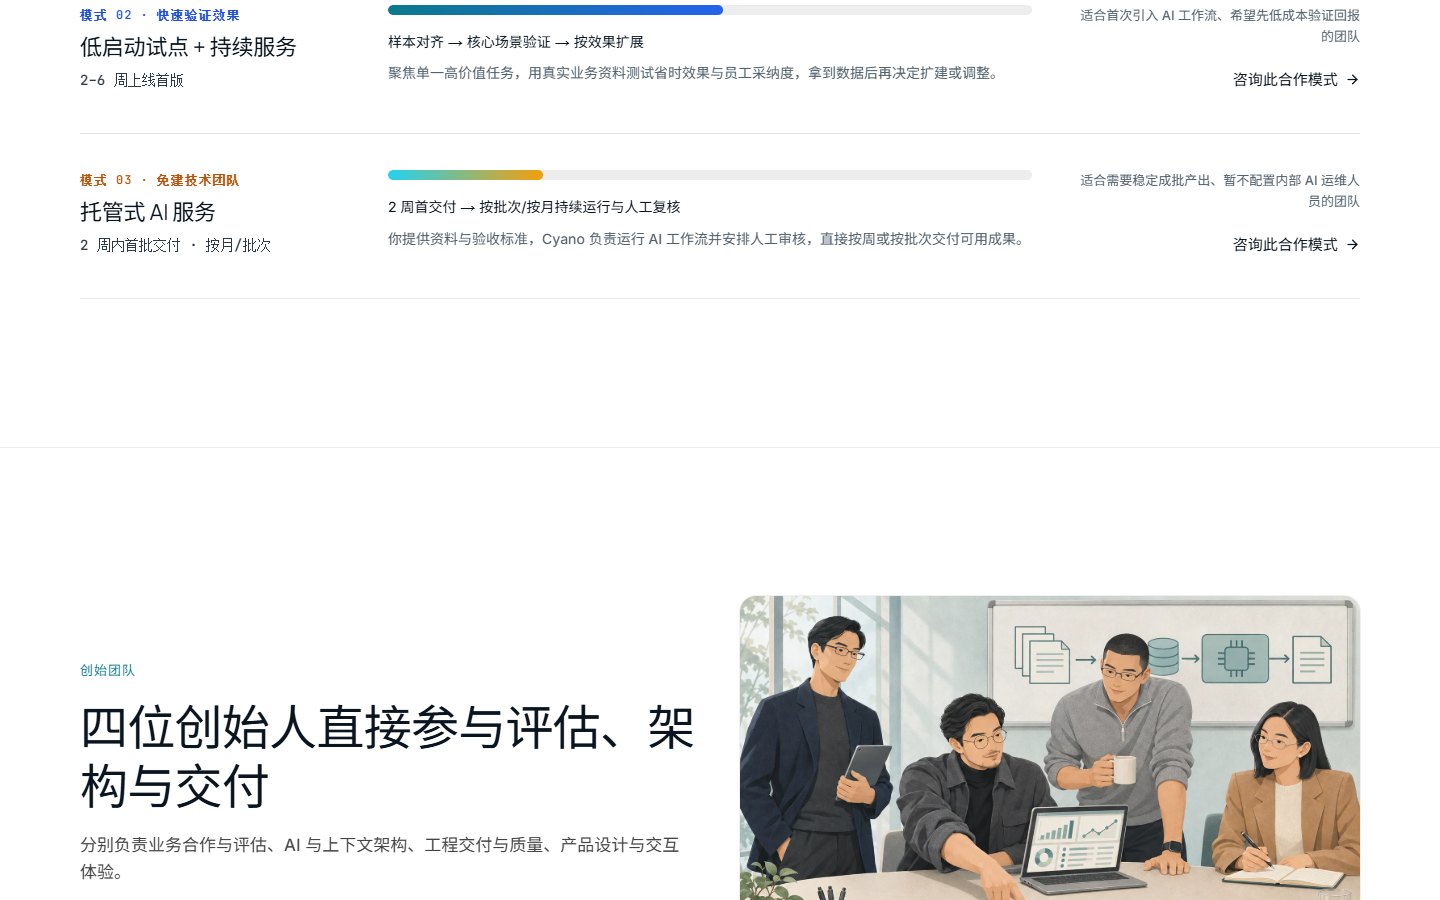 模式 02 · 快速验证效果
低启动试点 + 持续服务
2-6 周上线首版
样本对齐 → 核心场景验证 → 按效果扩展
聚焦单一高价值任务，用真实业务资料测试省时效果与员工采纳度，拿到数据后再决定扩建或调整。
适合首次引入 AI 工作流、希望先低成本验证回报
的团队
咨询此合作模式 →
模式 03 · 免建技术团队
托管式 AI 服务
2 周内首批交付 · 按月/批次
2 周首交付 → 按批次/按月持续运行与人工复核
你提供资料与验收标准，Cyano 负责运行 AI 工作流并安排人工审核，直接按周或按批次交付可用成果。
适合需要稳定成批产出、暂不配置内部 AI 运维人
员的团队
咨询此合作模式 →
创始团队
四位创始人直接参与评估、架
构与交付
分别负责业务合作与评估、AI 与上下文架构、工程交付与质量、产品设计与交互
体验。